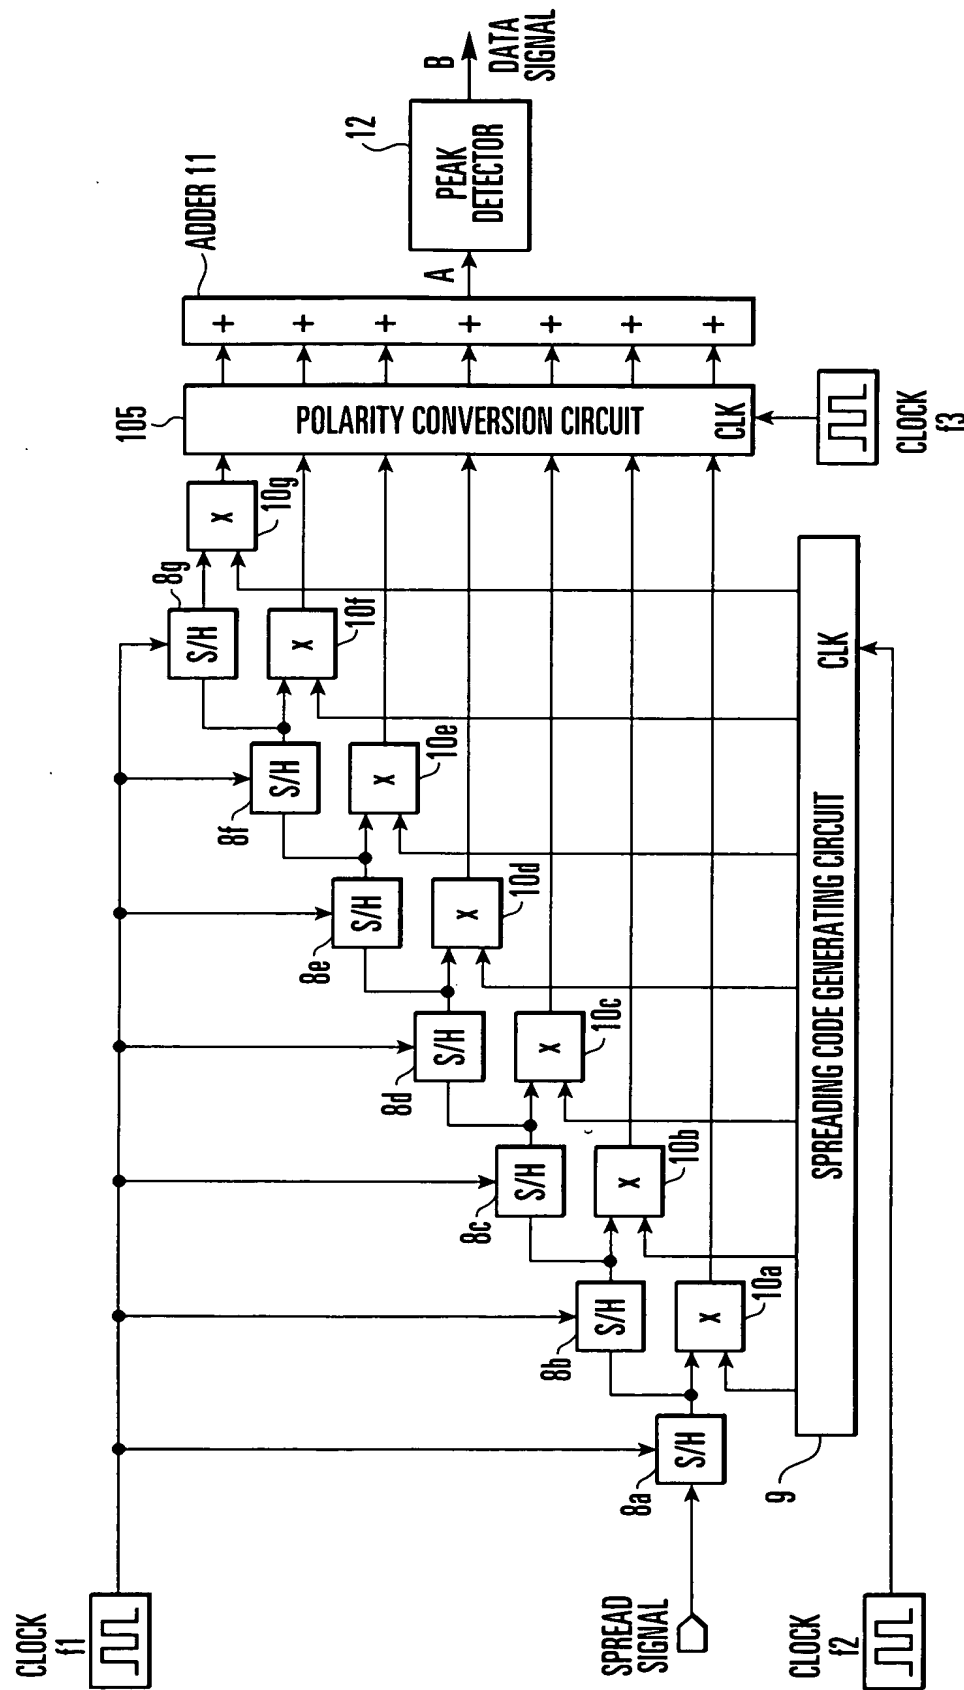 CLOCK
f1
SPREAD
SIGNAL
CLOCK
f2
8a
S/H
8b
S/H
8c
S/H
8d
S/H
8e
S/H
8f
S/H
8g
S/H
X
10a
X
10b
X
10c
X
10d
X
10e
X
10f
X
10g
9
SPREADING CODE GENERATING CIRCUIT
CLK
105
POLARITY CONVERSION CIRCUIT
CLK
CLOCK
f3
ADDER 11
+
+
+
+
+
+
+
A
12
PEAK
DETECTOR
B
DATA
SIGNAL